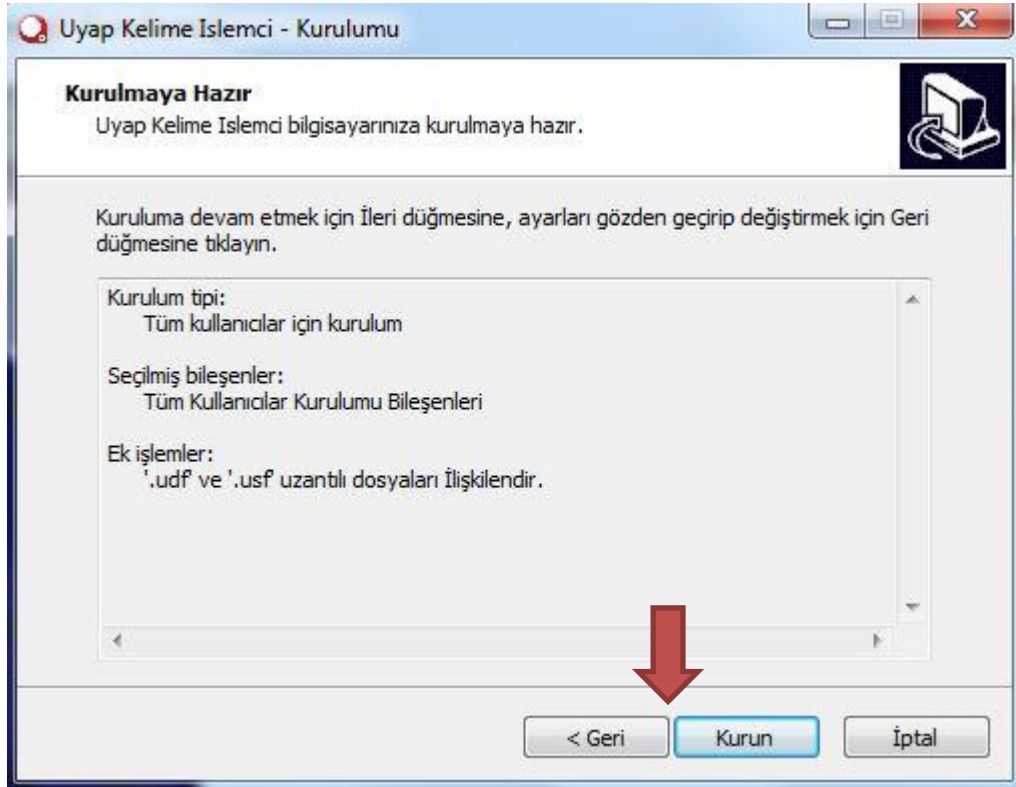 Uyap Kelime Islemci - Kurulumu
Kurulmaya Hazır
Uyap Kelime Islemci bilgisayarınıza kurulmaya hazır.
Kuruluma devam etmek için İleri düğmesine, ayarları gözden geçirip değiştirmek için Geri
düğmesine tıklayın.
Kurulum tipi:
Tüm kullanıcılar için kurulum
Seçilmiş bileşenler:
Tüm Kullanıcılar Kurulumu Bileşenleri
Ek işlemler:
'.udf' ve '.usf' uzantılı dosyaları İlişkilendir.
< Geri
Kurun
İptal